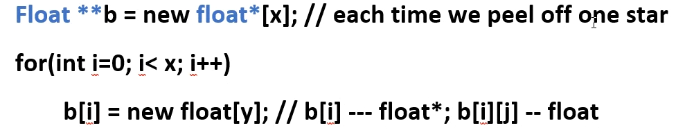 Float **b = new float*[x]; // each time we peel off one star
for(int i=0; i< x; i++)
b[i] = new float[y]; // b[i] --- float*; b[i][j] -- float